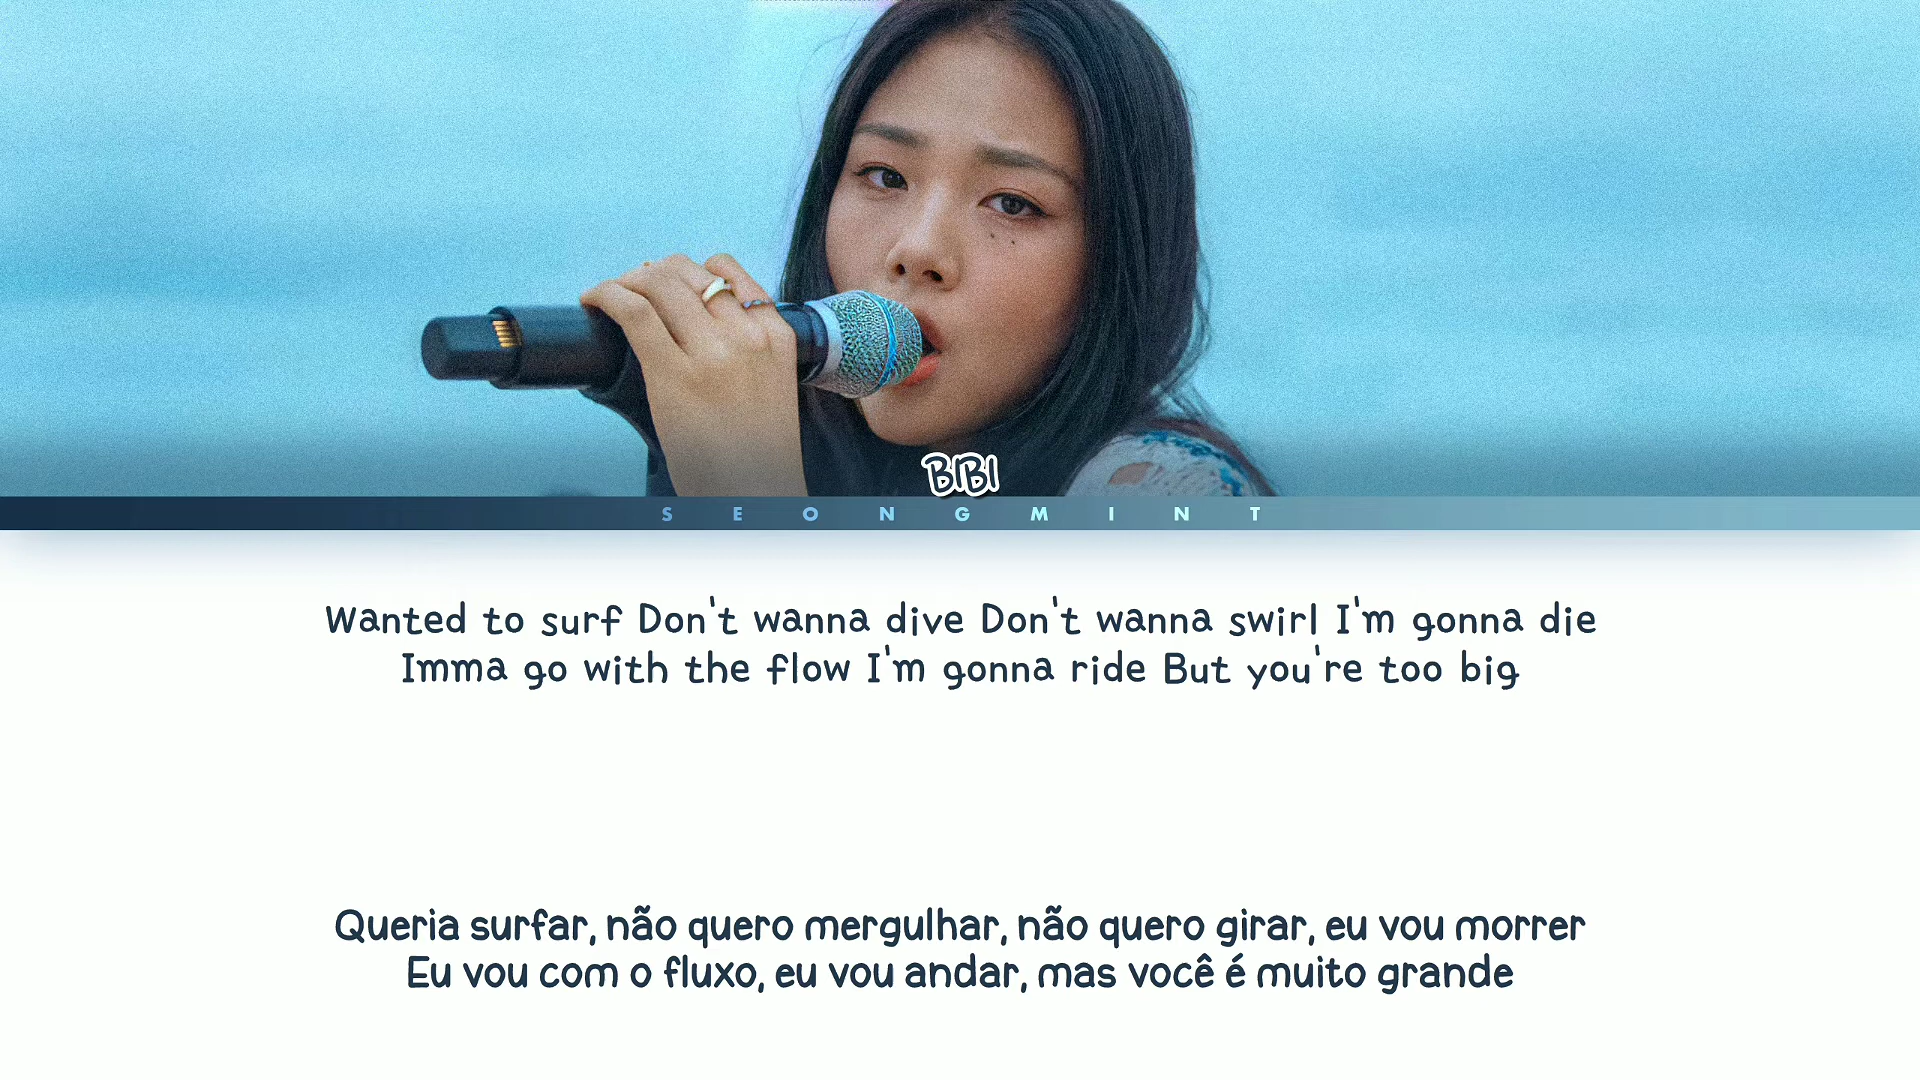 BIBI
SEONGMINT
Wanted to surf Don't wanna dive Don't wanna swirl I'm gonna die
Imma go with the flow I'm gonna ride But you're too big
Queria surfar, não quero mergulhar, não quero girar, eu vou morrer
Eu vou com o fluxo, eu vou andar, mas você é muito grande